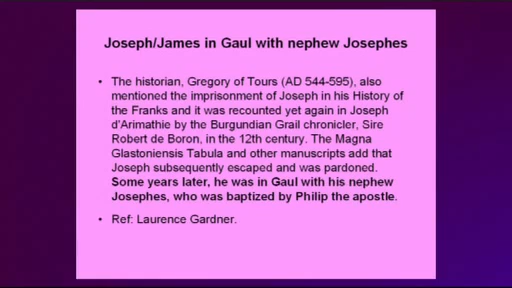 Joseph/James in Gaul with nephew Josephes
• The historian, Gregory of Tours (AD 544-595), also
mentioned the imprisonment of Joseph in his History of
the Franks and it was recounted yet again in Joseph
d'Arimathie by the Burgundian Grail chronicler, Sire
Robert de Boron, in the 12th century. The Magna
Glastoniensis Tabula and other manuscripts add that
Joseph subsequently escaped and was pardoned.
Some years later, he was in Gaul with his nephew
Josephes, who was baptized by Philip the apostle.
• Ref: Laurence Gardner.